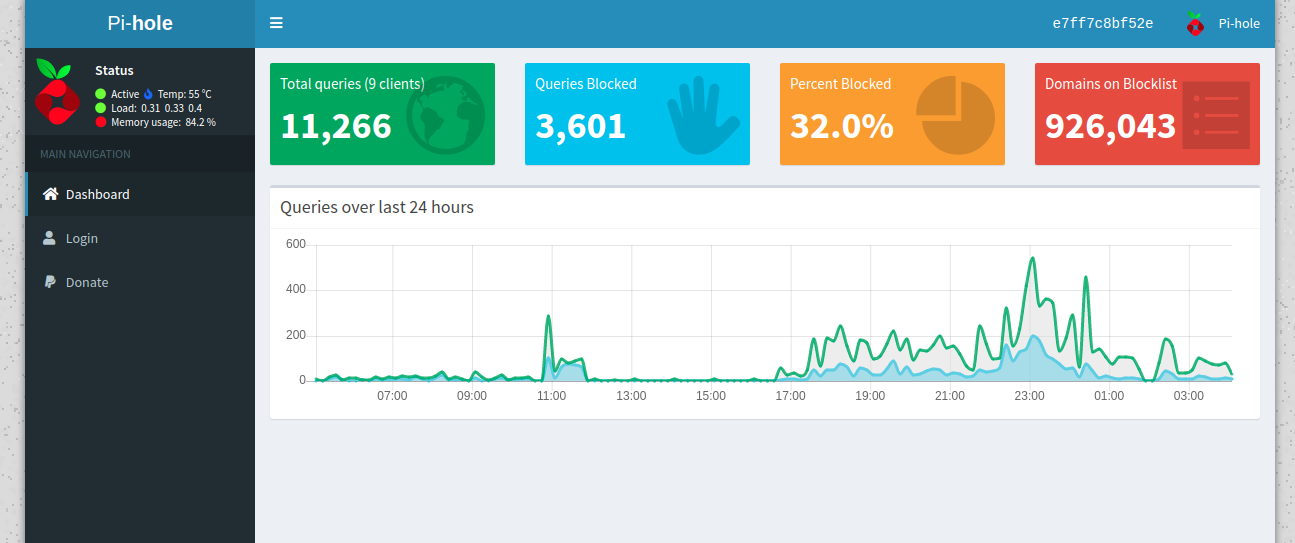 Pi-hole
e7ff7c8bf52e
Pi-hole
Status
Active Temp: 55 °C
Load: 0.31 0.33 0.4
Memory usage: 84.2 %
MAIN NAVIGATION
Dashboard
Login
Donate
Total queries (9 clients)
11,266
Queries Blocked
3,601
Percent Blocked
32.0%
Domains on Blocklist
926,043
Queries over last 24 hours
600
400
200
0
07:00 09:00 11:00 13:00 15:00 17:00 19:00 21:00 23:00 01:00 03:00